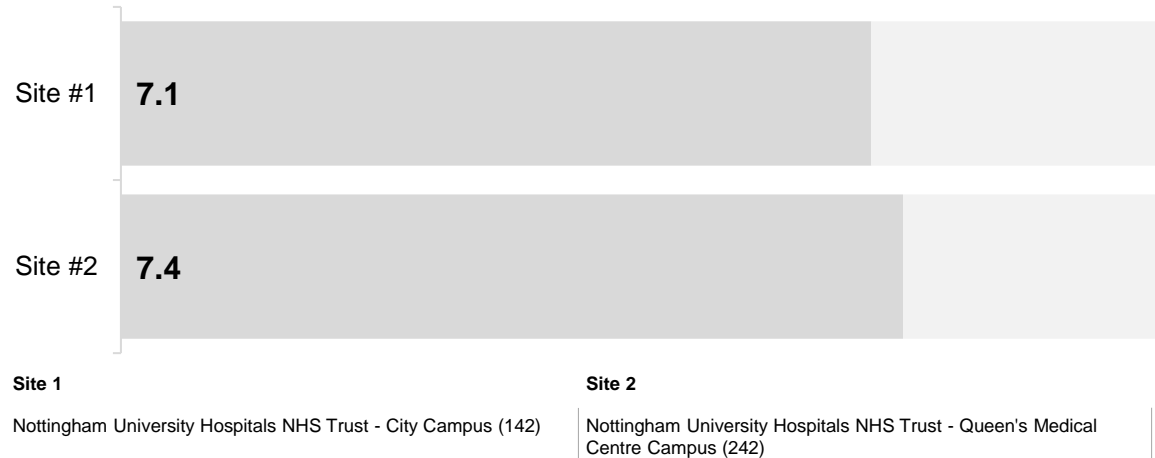 Site #1
7.1
Site #2
7.4
Site 1
Site 2
Nottingham University Hospitals NHS Trust - City Campus (142)
Nottingham University Hospitals NHS Trust - Queen's Medical
Centre Campus (242)